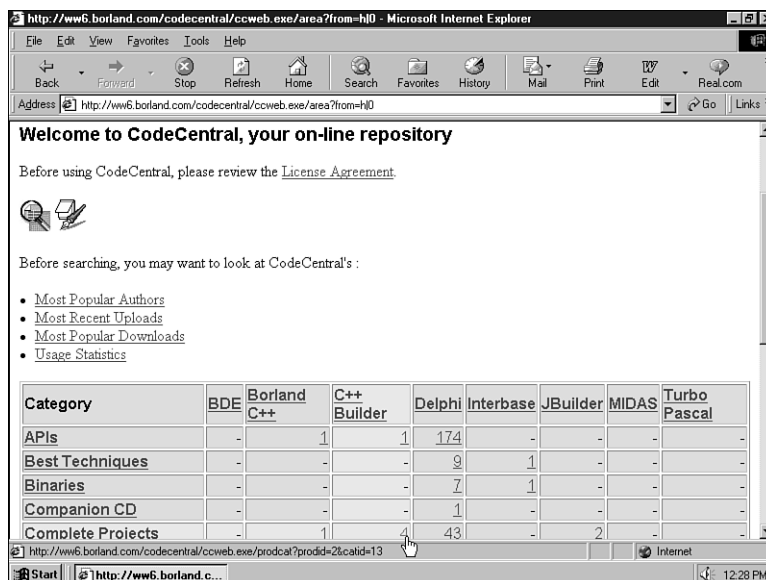 http://ww6.borland.com/codecentral/ccweb.exe/area?from=h|0 - Microsoft Internet Explorer
File Edit View Favorites Tools Help
Back Forward Stop Refresh Home Search Favorites History Mail Print Edit Real.com
Address http://ww6.borland.com/codecentral/ccweb.exe/area?from=h|0 Go Links
Welcome to CodeCentral, your on-line repository
Before using CodeCentral, please review the License Agreement.
Before searching, you may want to look at CodeCentral's :
• Most Popular Authors
• Most Recent Uploads
• Most Popular Downloads
• Usage Statistics
Category BDE Borland C++ C++ Builder Delphi Interbase JBuilder MIDAS Turbo Pascal
APIs - 1 1 174 - - - -
Best Techniques - - - 9 1 - - -
Binaries - - - 7 1 - - -
Companion CD - - - 1 - - - -
Complete Projects - 1 4 43 - 2 - -
http://ww6.borland.com/codecentral/ccweb.exe/prodcat?prodid=2&catid=13 Internet
Start http://ww6.borland.c... 12:28 PM